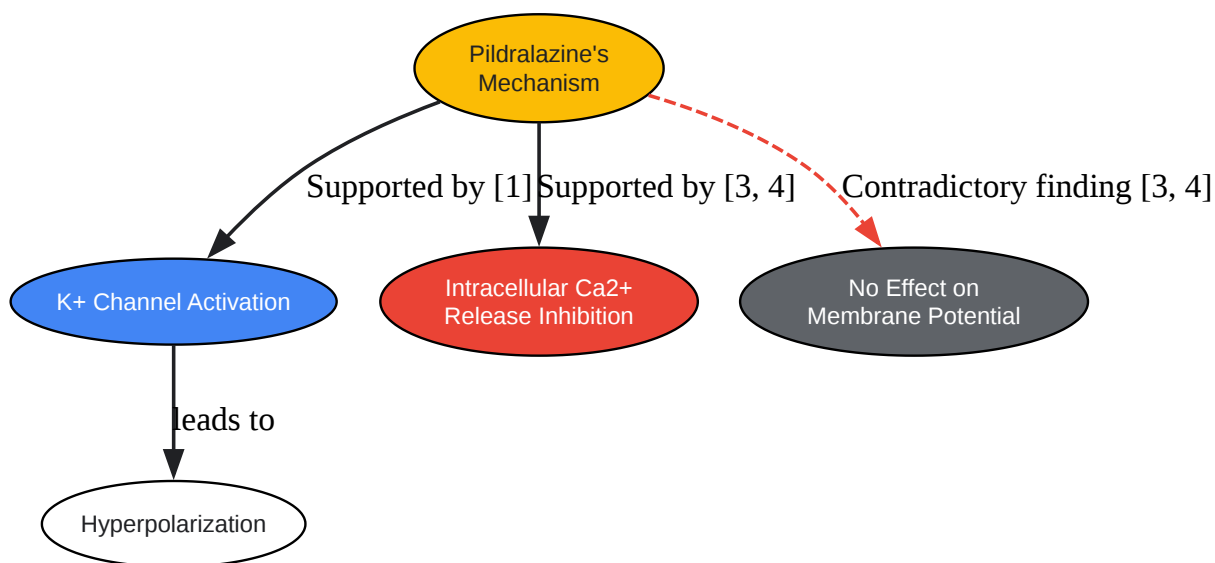 Pildralazine's
Mechanism
Supported by [1]
Supported by [3, 4]
Contradictory finding [3, 4]
K+ Channel Activation
Intracellular Ca2+
Release Inhibition
No Effect on
Membrane Potential
leads to
Hyperpolarization